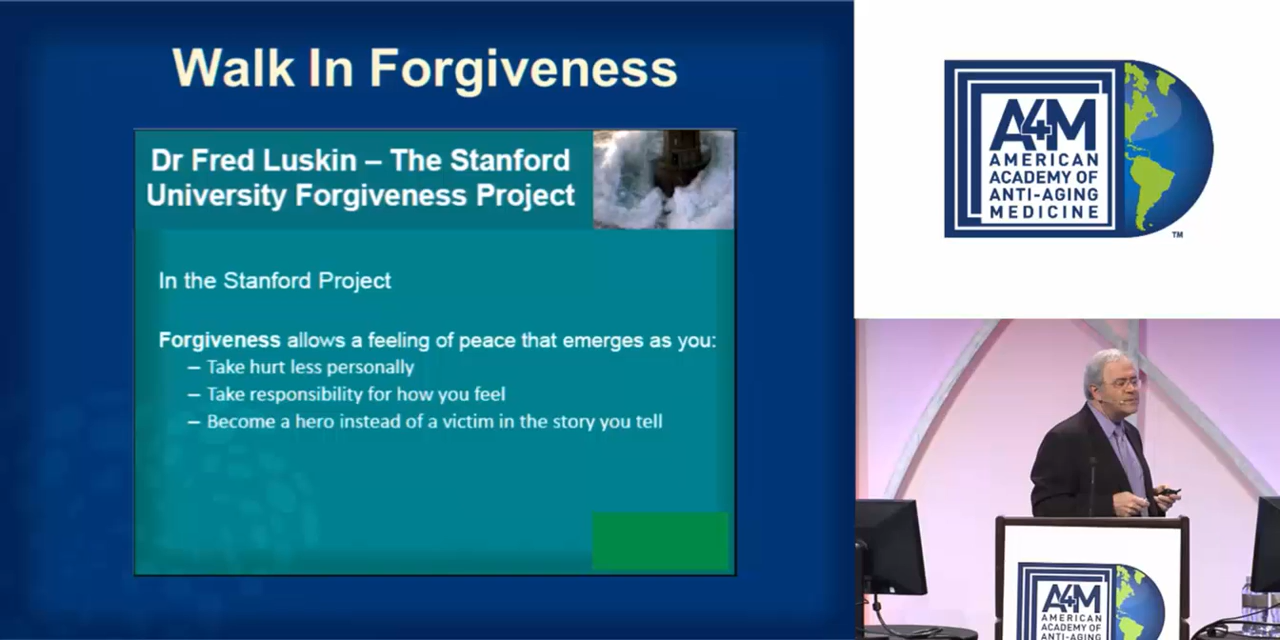 Walk In Forgiveness
Dr Fred Luskin – The Stanford
University Forgiveness Project
In the Stanford Project
Forgiveness allows a feeling of peace that emerges as you:
– Take hurt less personally
– Take responsibility for how you feel
– Become a hero instead of a victim in the story you tell
A4M
AMERICAN
ACADEMY OF
ANTI-AGING
MEDICINE
TM
A4M
AMERICAN
ACADEMY OF